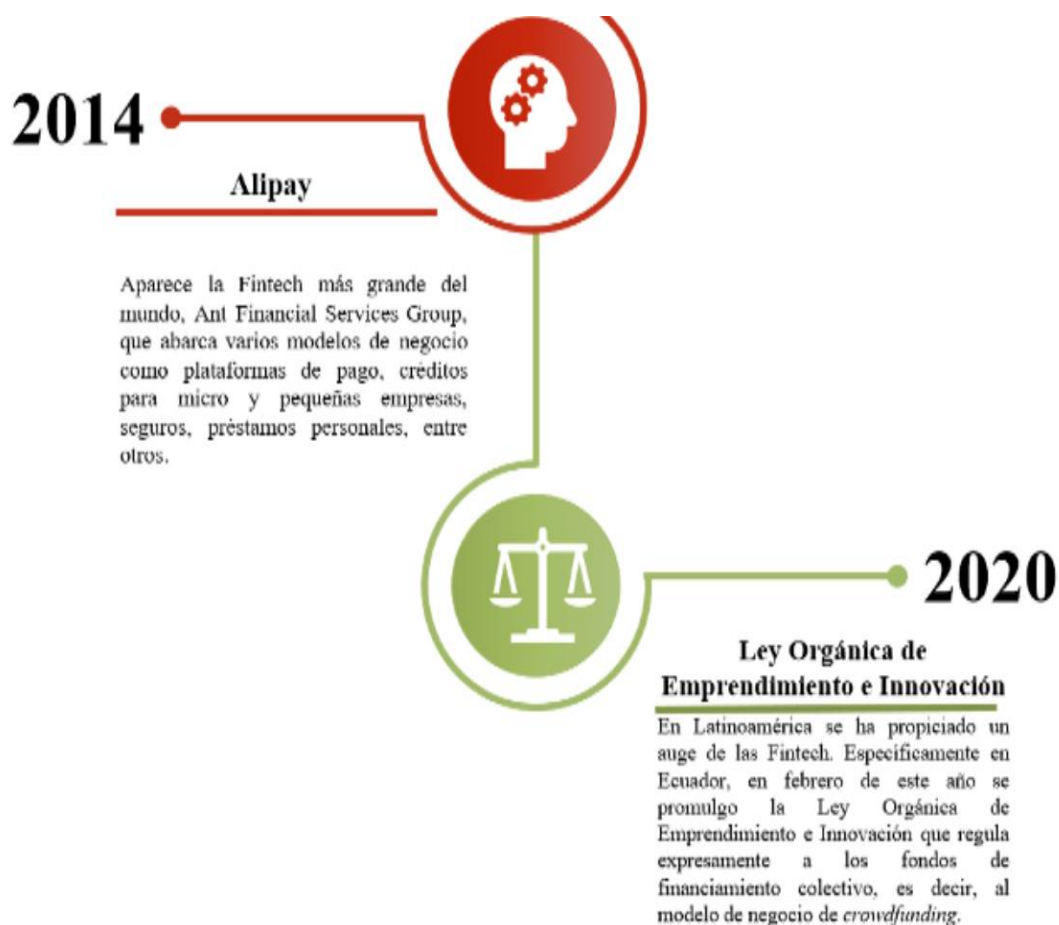 2014
Alipay
Aparece la Fintech más grande del
mundo, Ant Financial Services Group,
que abarca varios modelos de negocio
como plataformas de pago, créditos
para micro y pequeñas empresas,
seguros, préstamos personales, entre
otros.
2020
Ley Orgánica de
Emprendimiento e Innovación
En Latinoamérica se ha propiciado un
auge de las Fintech. Específicamente en
Ecuador, en febrero de este año se
promulgo la Ley Orgánica de
Emprendimiento e Innovación que regula
expresamente a los fondos de
financiamiento colectivo, es decir, al
modelo de negocio de crowdfunding.